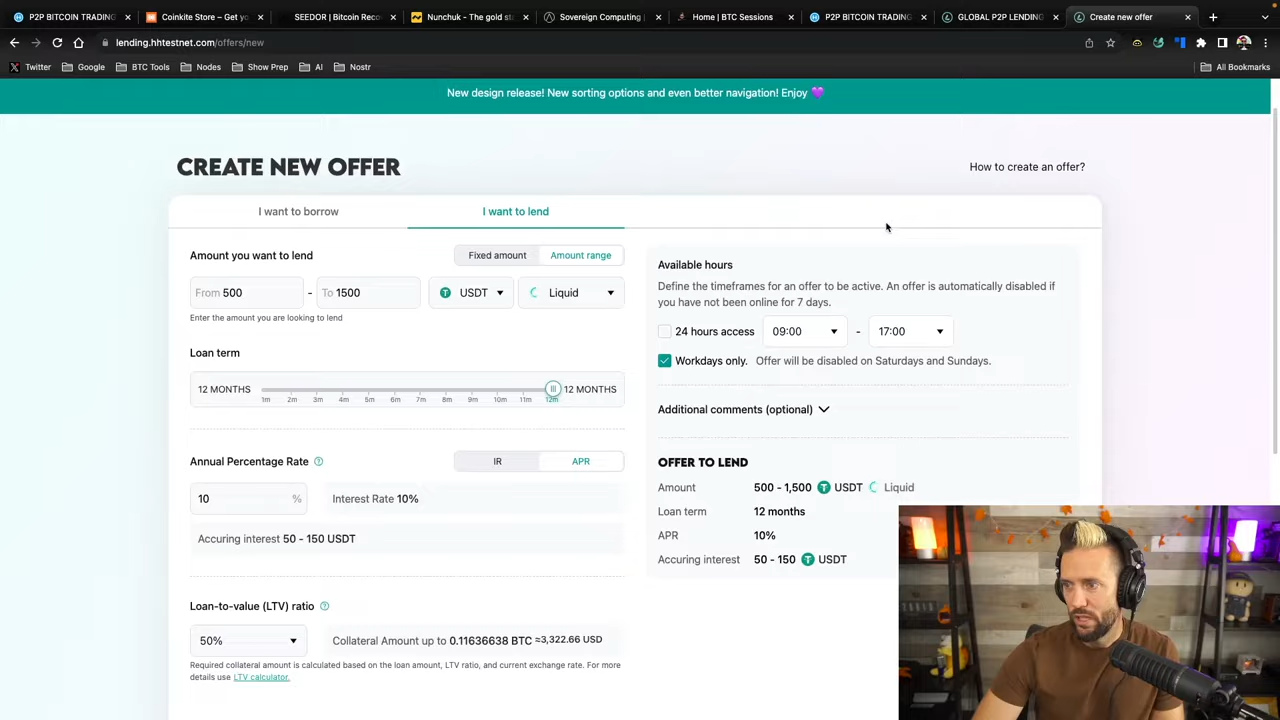 P2P BITCOIN TRADING
Coinkite Store – Get yo
SEEDOR | Bitcoin Reco
Nunchuk - The gold st
Sovereign Computing |
Home | BTC Sessions
P2P BITCOIN TRADING
GLOBAL P2P LENDING
Create new offer
lending.hhtestnet.com/offers/new
Twitter
Google
BTC Tools
Nodes
Show Prep
AI
Nostr
All Bookmarks
New design release! New sorting options and even better navigation! Enjoy 💜
CREATE NEW OFFER
How to create an offer?
I want to borrow
I want to lend
Amount you want to lend
Fixed amount
Amount range
From 500
-
To 1500
USDT
Liquid
Enter the amount you are looking to lend
Loan term
12 MONTHS
1m 2m 3m 4m 5m 6m 7m 8m 9m 10m 11m 12m
12 MONTHS
Annual Percentage Rate
IR
APR
10 %
Interest Rate 10%
Accuring interest 50 - 150 USDT
Loan-to-value (LTV) ratio
50%
Collateral Amount up to 0.11636638 BTC ≈3,322.66 USD
Required collateral amount is calculated based on the loan amount, LTV ratio, and current exchange rate. For more
details use LTV calculator.
Available hours
Define the timeframes for an offer to be active. An offer is automatically disabled if
you have not been online for 7 days.
24 hours access
09:00
-
17:00
Workdays only. Offer will be disabled on Saturdays and Sundays.
Additional comments (optional)
OFFER TO LEND
Amount 500 - 1,500 USDT Liquid
Loan term 12 months
APR 10%
Accuring interest 50 - 150 USDT